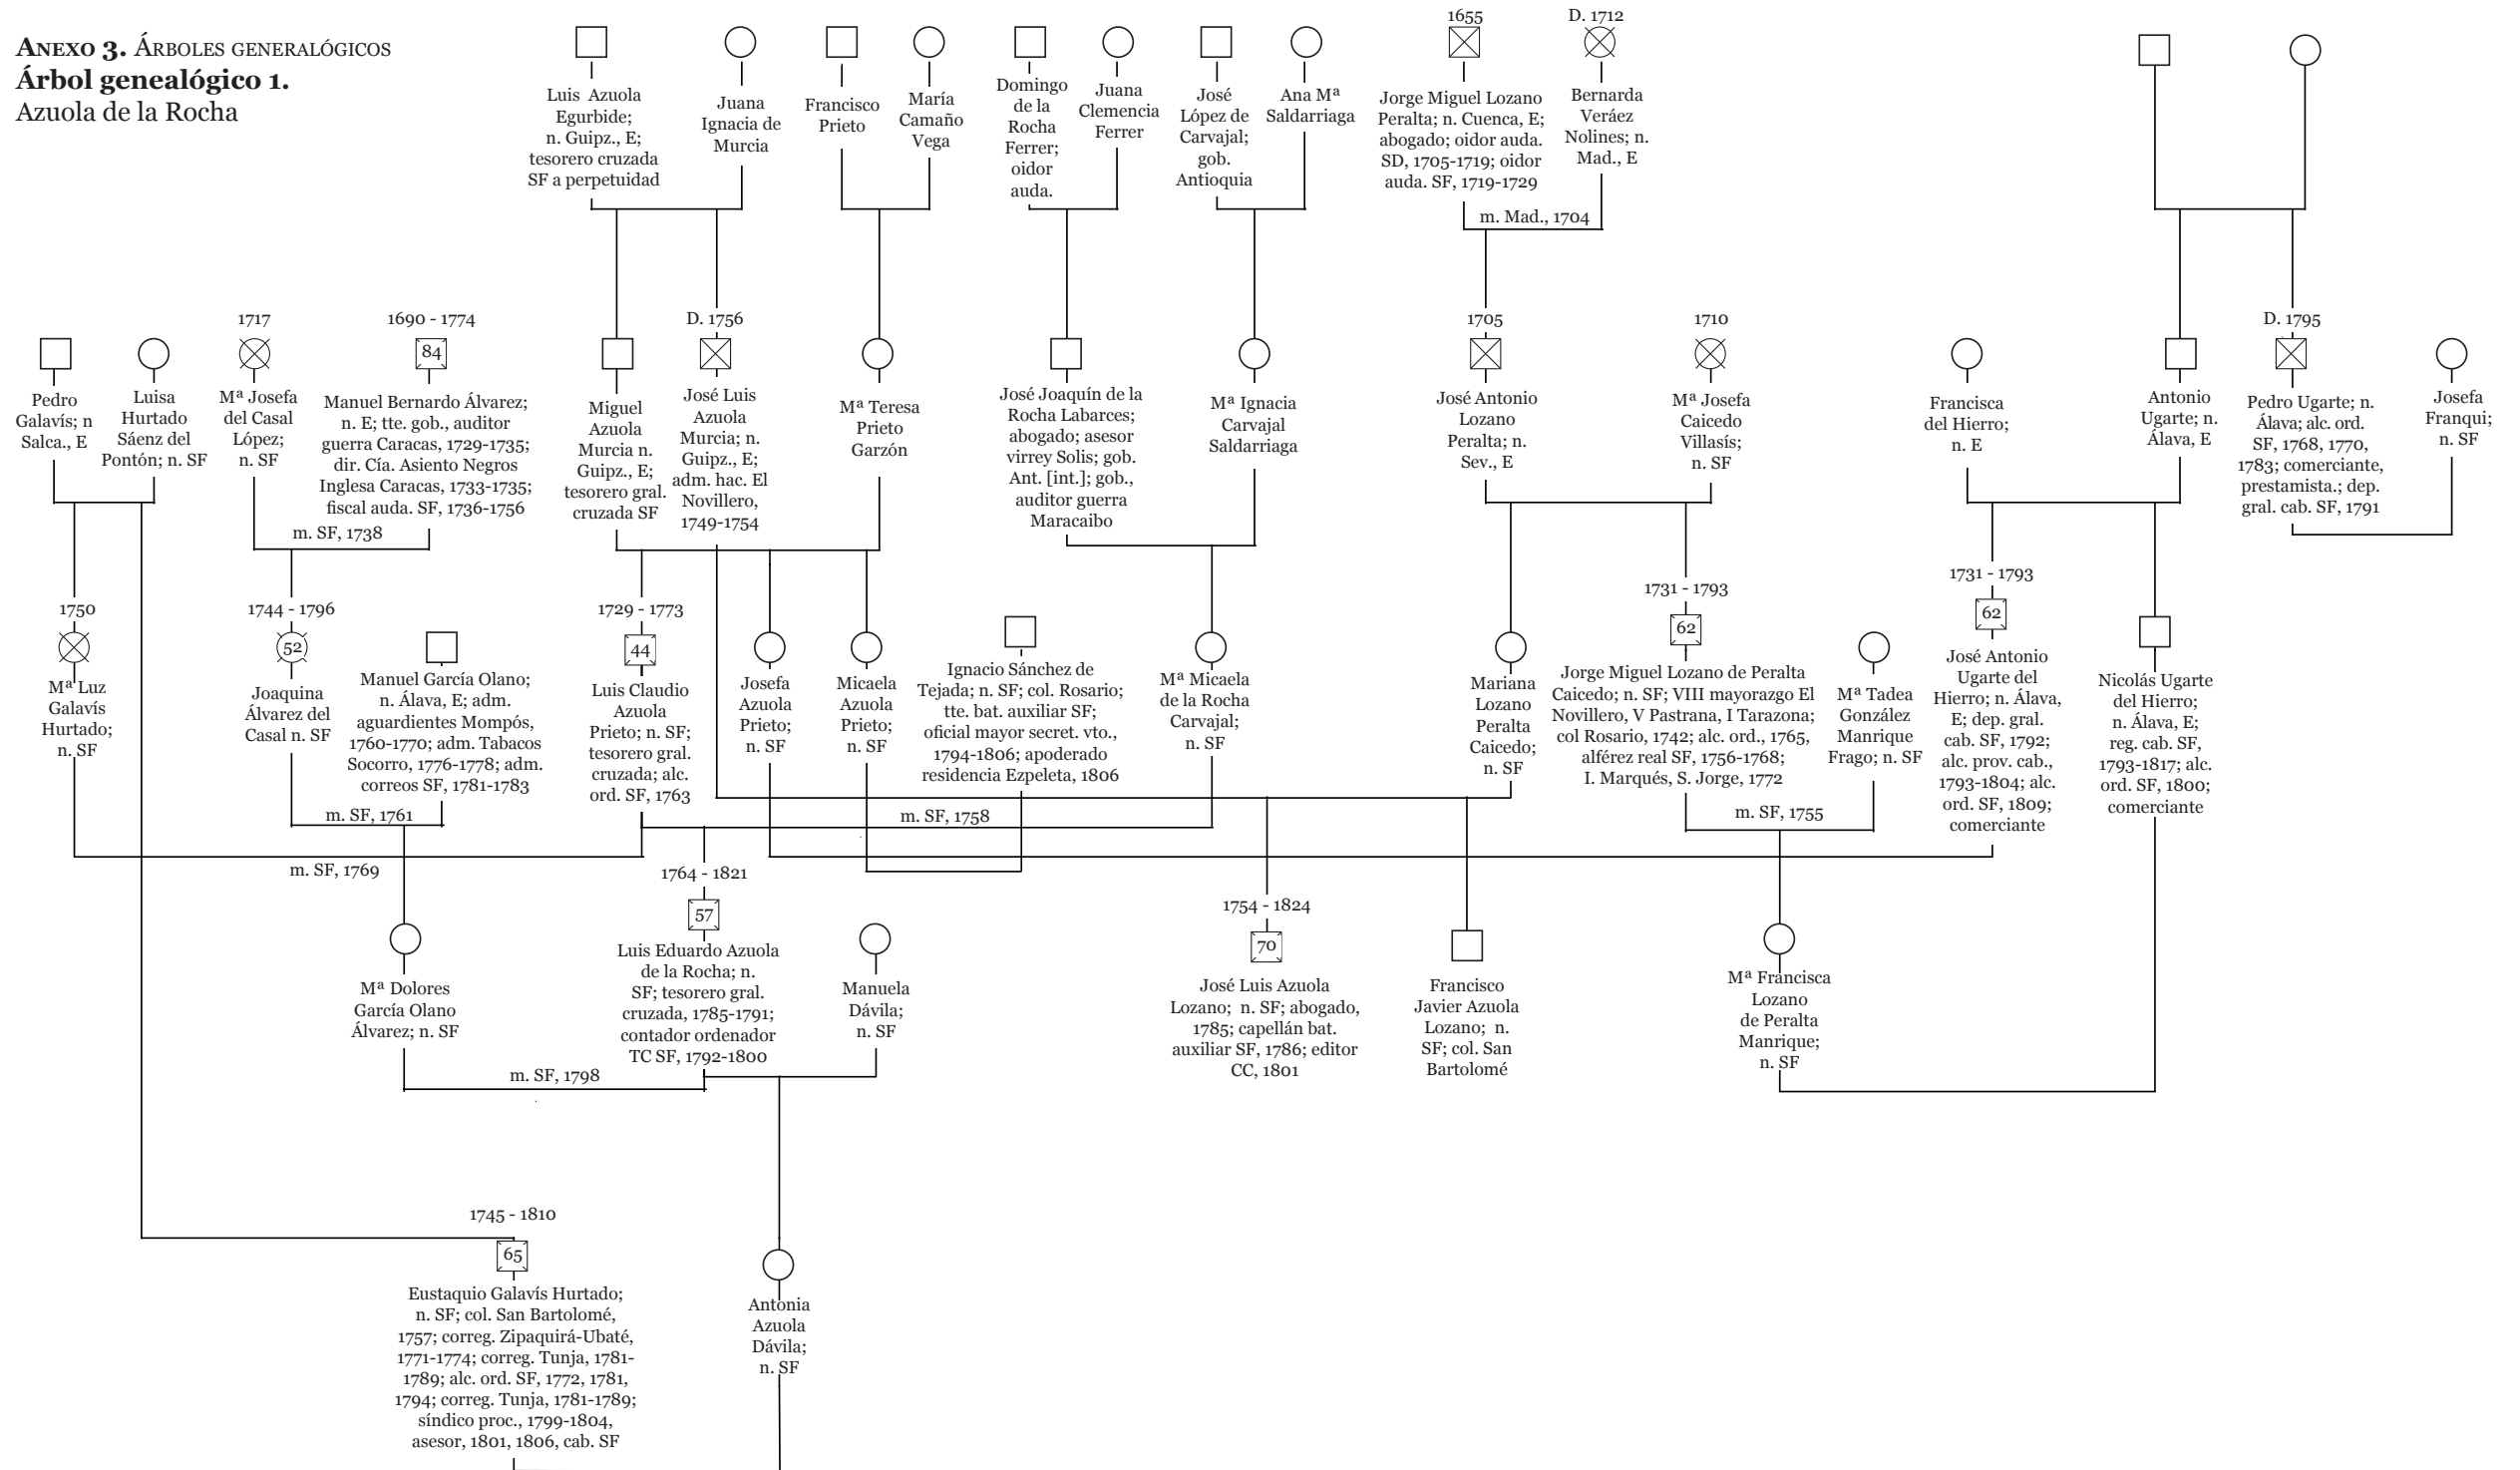 ANEXO 3. ÁRBOLES GENERALÓGICOS
Árbol genealógico 1.
Azuola de la Rocha
Luis Azuola
Egurbide;
n. Guipz., E;
tesorero cruzada
SF a perpetuidad
Juana
Ignacia de
Murcia
Francisco
Prieto
María
Camaño
Vega
Domingo
de la
Rocha
Ferrer;
oidor
auda.
Juana
Clemencia
Ferrer
José
López de
Carvajal;
gob.
Antioquia
Ana Mª
Saldarriaga
1655
Jorge Miguel Lozano
Peralta; n. Cuenca, E;
abogado; oidor auda.
SD, 1705-1719; oidor
auda. SF, 1719-1729
D. 1712
Bernarda
Veráez
Nolines; n.
Mad., E
m. Mad., 1704
Pedro
Galavís; n
Salca., E
Luisa
Hurtado
Sáenz del
Pontón; n. SF
1717
Mª Josefa
del Casal
López;
n. SF
1690 - 1774
84
Manuel Bernardo Álvarez;
n. E; tte. gob., auditor
guerra Caracas, 1729-1735;
dir. Cía. Asiento Negros
Inglesa Caracas, 1733-1735;
fiscal auda. SF, 1736-1756
m. SF, 1738
Miguel
Azuola
Murcia n.
Guipz., E;
tesorero gral.
cruzada SF
D. 1756
José Luis
Azuola
Murcia; n.
Guipz., E;
adm. hac. El
Novillero,
1749-1754
Mª Teresa
Prieto
Garzón
José Joaquín de la
Rocha Labarces;
abogado; asesor
virrey Solis; gob.
Ant. [int.]; gob.,
auditor guerra
Maracaibo
Mª Ignacia
Carvajal
Saldarriaga
1705
José Antonio
Lozano
Peralta; n.
Sev., E
1710
Mª Josefa
Caicedo
Villasís;
n. SF
Francisca
del Hierro;
n. E
Antonio
Ugarte; n.
Álava, E
D. 1795
Pedro Ugarte; n.
Álava; alc. ord.
SF, 1768, 1770,
1783; comerciante,
prestamista.; dep.
gral. cab. SF, 1791
Josefa
Franqui;
n. SF
1750
Mª Luz
Galavís
Hurtado;
n. SF
1744 - 1796
52
Joaquina
Álvarez del
Casal n. SF
Manuel García Olano;
n. Álava, E; adm.
aguardientes Mompós,
1760-1770; adm. Tabacos
Socorro, 1776-1778; adm.
correos SF, 1781-1783
m. SF, 1761
1729 - 1773
44
Luis Claudio
Azuola
Prieto; n. SF;
tesorero gral.
cruzada; alc.
ord. SF, 1763
Josefa
Azuola
Prieto;
n. SF
Micaela
Azuola
Prieto;
n. SF
Ignacio Sánchez de
Tejada; n. SF; col. Rosario;
tte. bat. auxiliar SF;
oficial mayor secret. vto.,
1794-1806; apoderado
residencia Ezpeleta, 1806
Mª Micaela
de la Rocha
Carvajal;
n. SF
m. SF, 1758
Mariana
Lozano
Peralta
Caicedo;
n. SF
1731 - 1793
62
Jorge Miguel Lozano de Peralta
Caicedo; n. SF; VIII mayorazgo El
Novillero, V Pastrana, I Tarazona;
col Rosario, 1742; alc. ord., 1765,
alférez real SF, 1756-1768;
I. Marqués, S. Jorge, 1772
Mª Tadea
González
Manrique
Frago; n. SF
m. SF, 1755
1731 - 1793
62
José Antonio
Ugarte del
Hierro; n. Álava,
E; dep. gral.
cab. SF, 1792;
alc. prov. cab.,
1793-1804; alc.
ord. SF, 1809;
comerciante
Nicolás Ugarte
del Hierro;
n. Álava, E;
reg. cab. SF,
1793-1817; alc.
ord. SF, 1800;
comerciante
m. SF, 1769
Mª Dolores
García Olano
Álvarez; n. SF
1764 - 1821
57
Luis Eduardo Azuola
de la Rocha; n.
SF; tesorero gral.
cruzada, 1785-1791;
contador ordenador
TC SF, 1792-1800
Manuela
Dávila;
n. SF
m. SF, 1798
1754 - 1824
70
José Luis Azuola
Lozano; n. SF; abogado,
1785; capellán bat.
auxiliar SF, 1786; editor
CC, 1801
Francisco
Javier Azuola
Lozano; n.
SF; col. San
Bartolomé
Mª Francisca
Lozano
de Peralta
Manrique;
n. SF
1745 - 1810
65
Eustaquio Galavís Hurtado;
n. SF; col. San Bartolomé,
1757; correg. Zipaquirá-Ubaté,
1771-1774; correg. Tunja, 1781-
1789; alc. ord. SF, 1772, 1781,
1794; correg. Tunja, 1781-1789;
síndico proc., 1799-1804,
asesor, 1801, 1806, cab. SF
Antonia
Azuola
Dávila;
n. SF